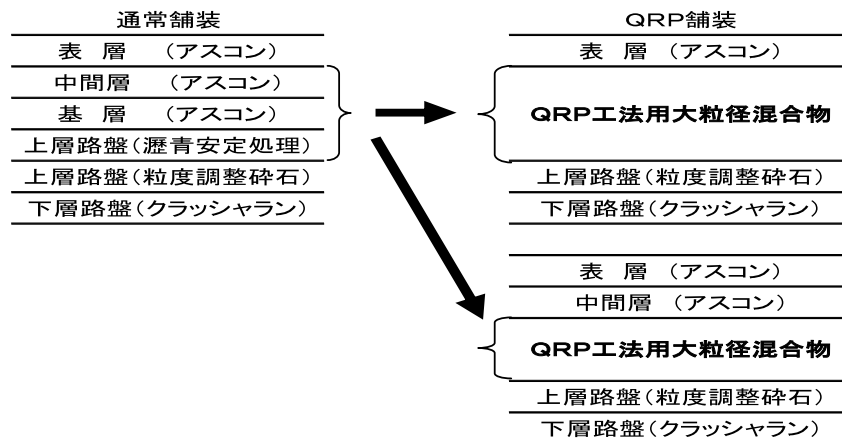 通常舗装
表 層 （アスコン）
中間層 （アスコン）
基 層 （アスコン）
上層路盤（瀝青安定処理）
上層路盤（粒度調整砕石）
下層路盤（クラッシャラン）
QRP舗装
表 層 （アスコン）
QRP工法用大粒径混合物
上層路盤（粒度調整砕石）
下層路盤（クラッシャラン）
表 層 （アスコン）
中間層 （アスコン）
QRP工法用大粒径混合物
上層路盤（粒度調整砕石）
下層路盤（クラッシャラン）